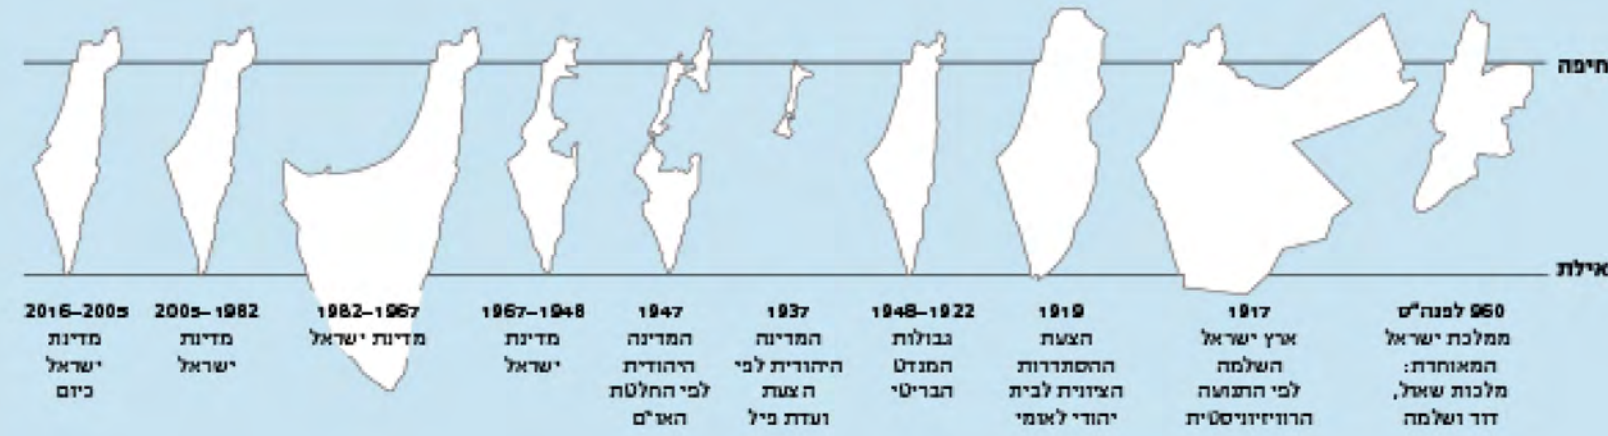 חיפה
אילת
960 לפנה"ס
ממלכת ישראל
המאוחדת:
מלכות שאול,
דוד ושלמה
1917
ארץ ישראל
השלמה
לפי התנועה
הרוויזיוניסטית
1919
הצעת
ההסתדרות
הציונית לבית
יהודי לאומי
1948–1922
גבולות
המנדט
הבריטי
1937
המדינה
היהודית לפי
הצעת
ועדת פיל
1947
המדינה
היהודית
לפי החלטת
האו"ם
1967–1948
מדינת
ישראל
1982–1967
מדינת ישראל
2005–1982
מדינת
ישראל
2016–2005
מדינת
ישראל
כיום